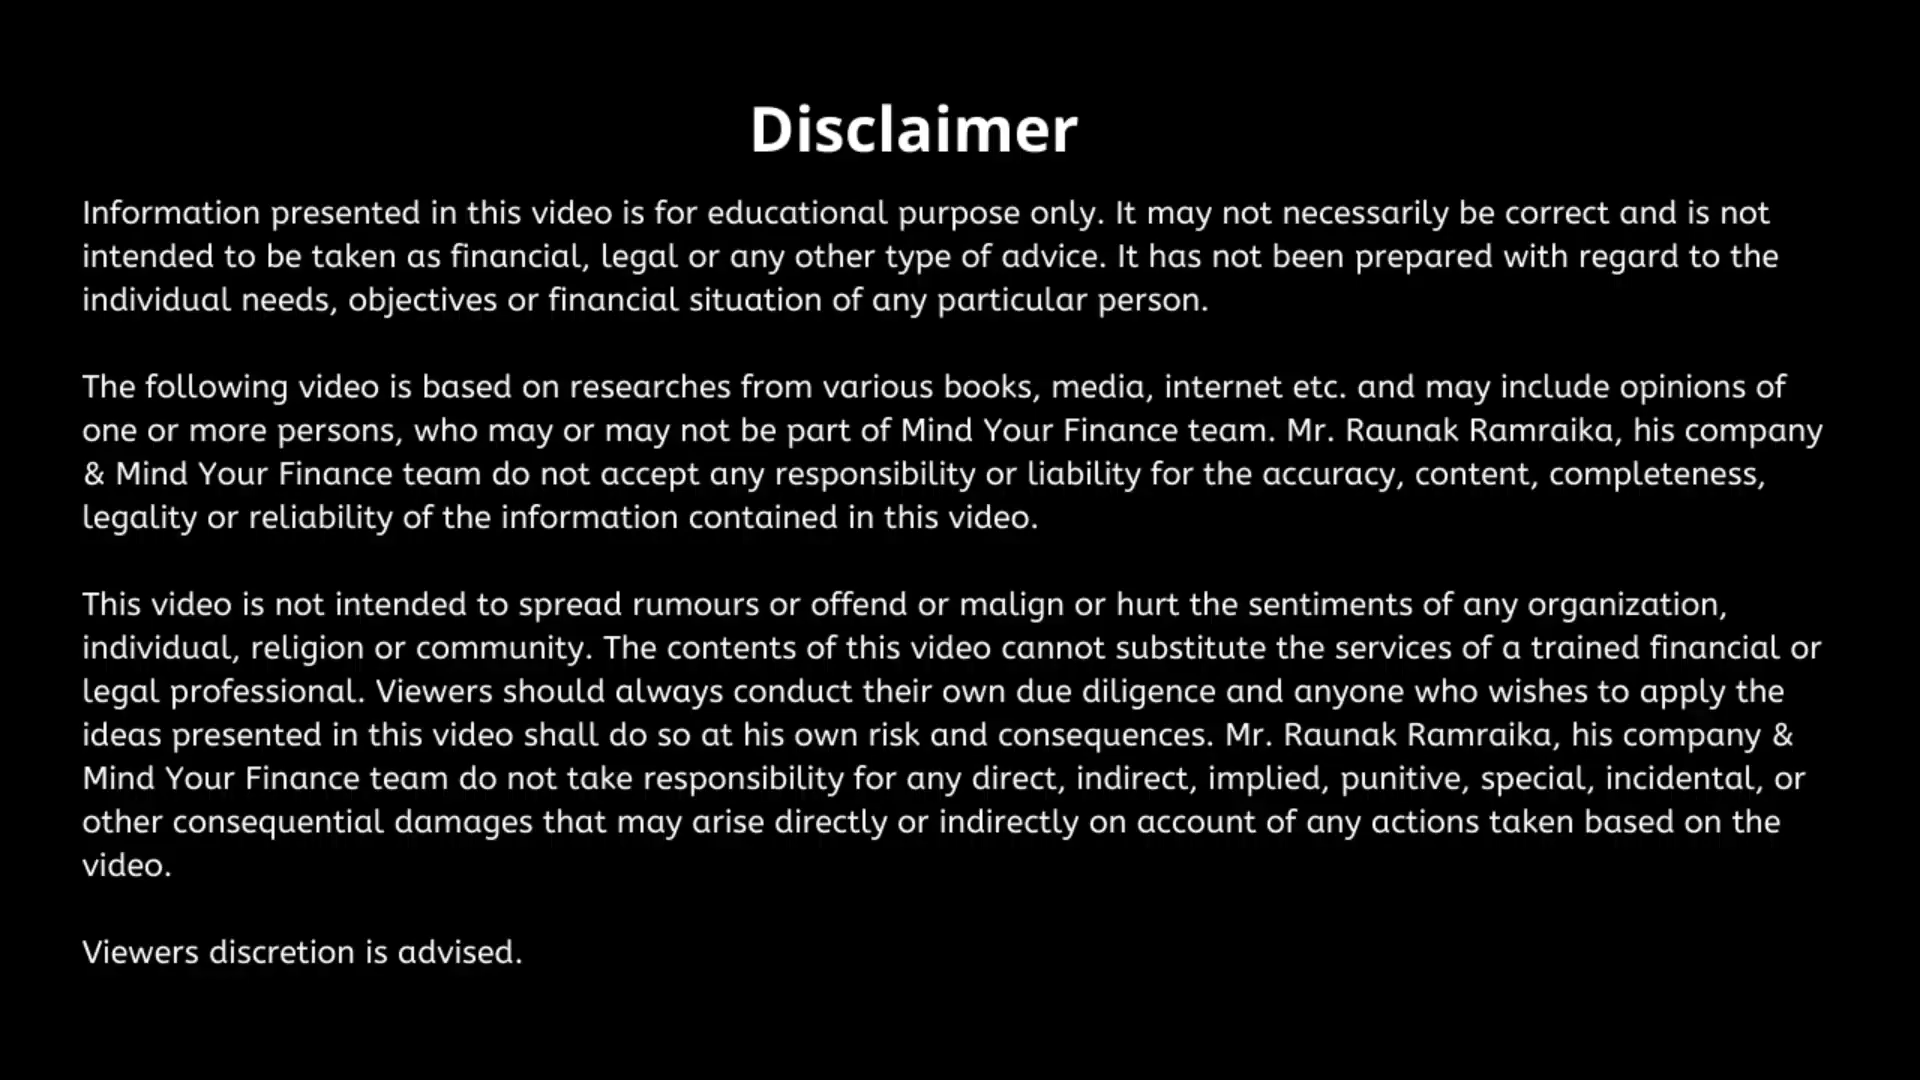 Disclaimer
Information presented in this video is for educational purpose only. It may not necessarily be correct and is not
intended to be taken as financial, legal or any other type of advice. It has not been prepared with regard to the
individual needs, objectives or financial situation of any particular person.
The following video is based on researches from various books, media, internet etc. and may include opinions of
one or more persons, who may or may not be part of Mind Your Finance team. Mr. Raunak Ramraika, his company
& Mind Your Finance team do not accept any responsibility or liability for the accuracy, content, completeness,
legality or reliability of the information contained in this video.
This video is not intended to spread rumours or offend or malign or hurt the sentiments of any organization,
individual, religion or community. The contents of this video cannot substitute the services of a trained financial or
legal professional. Viewers should always conduct their own due diligence and anyone who wishes to apply the
ideas presented in this video shall do so at his own risk and consequences. Mr. Raunak Ramraika, his company &
Mind Your Finance team do not take responsibility for any direct, indirect, implied, punitive, special, incidental, or
other consequential damages that may arise directly or indirectly on account of any actions taken based on the
video.
Viewers discretion is advised.